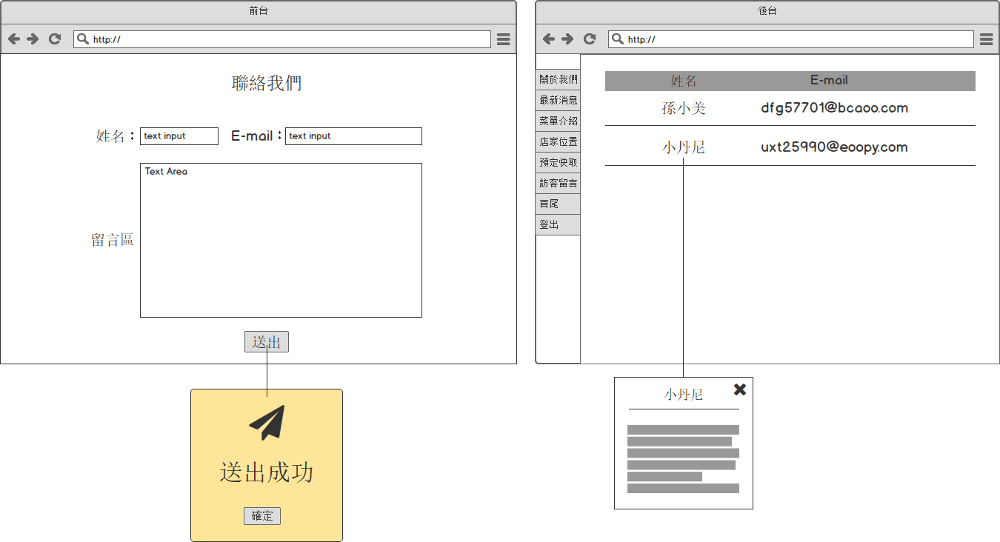 前台
http://
聯絡我們
姓名：
text input
E-mail：
text input
Text Area
留言區
送出
送出成功
確定
後台
http://
關於我們
最新消息
菜單介紹
店家位置
預定快取
訪客留言
頁尾
登出
姓名 E-mail
孫小美 dfg57701@bcaoo.com
小丹尼 uxt25990@eoopy.com
小丹尼